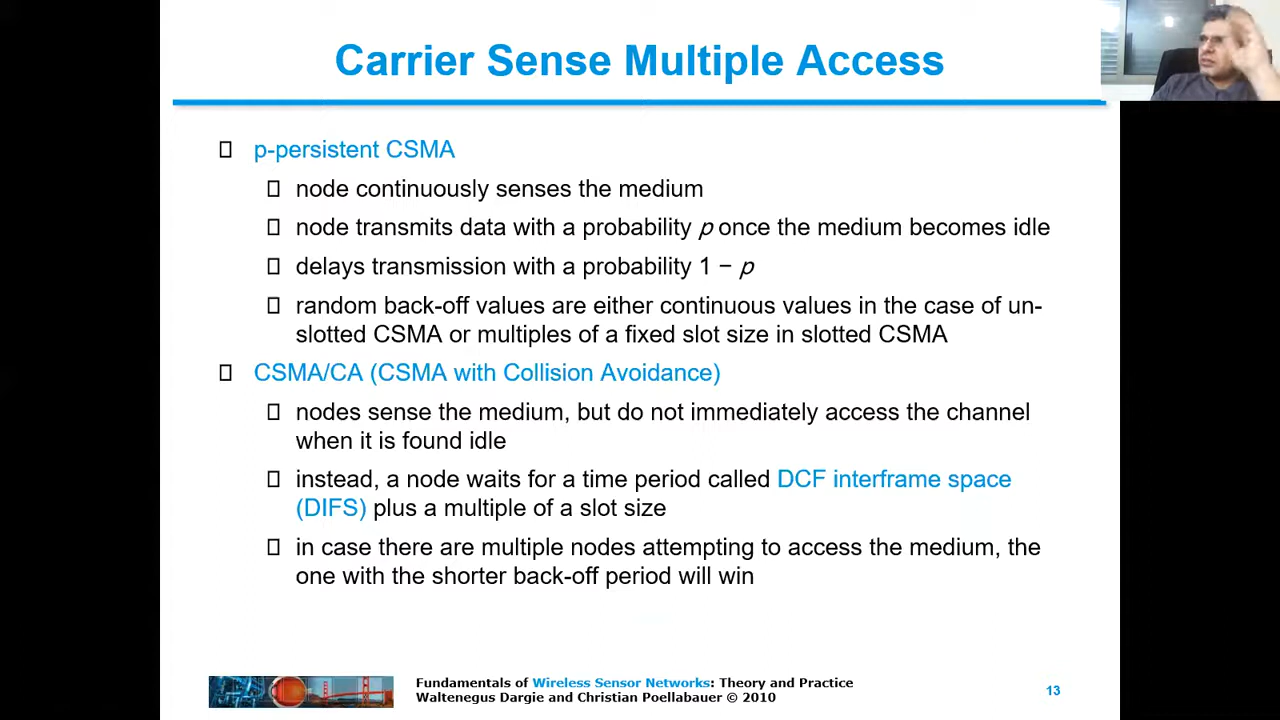 Carrier Sense Multiple Access
p-persistent CSMA
node continuously senses the medium
node transmits data with a probability p once the medium becomes idle
delays transmission with a probability 1 − p
random back-off values are either continuous values in the case of un-
slotted CSMA or multiples of a fixed slot size in slotted CSMA
CSMA/CA (CSMA with Collision Avoidance)
nodes sense the medium, but do not immediately access the channel
when it is found idle
instead, a node waits for a time period called DCF interframe space
(DIFS) plus a multiple of a slot size
in case there are multiple nodes attempting to access the medium, the
one with the shorter back-off period will win
Fundamentals of Wireless Sensor Networks: Theory and Practice
Waltenegus Dargie and Christian Poellabauer © 2010
13